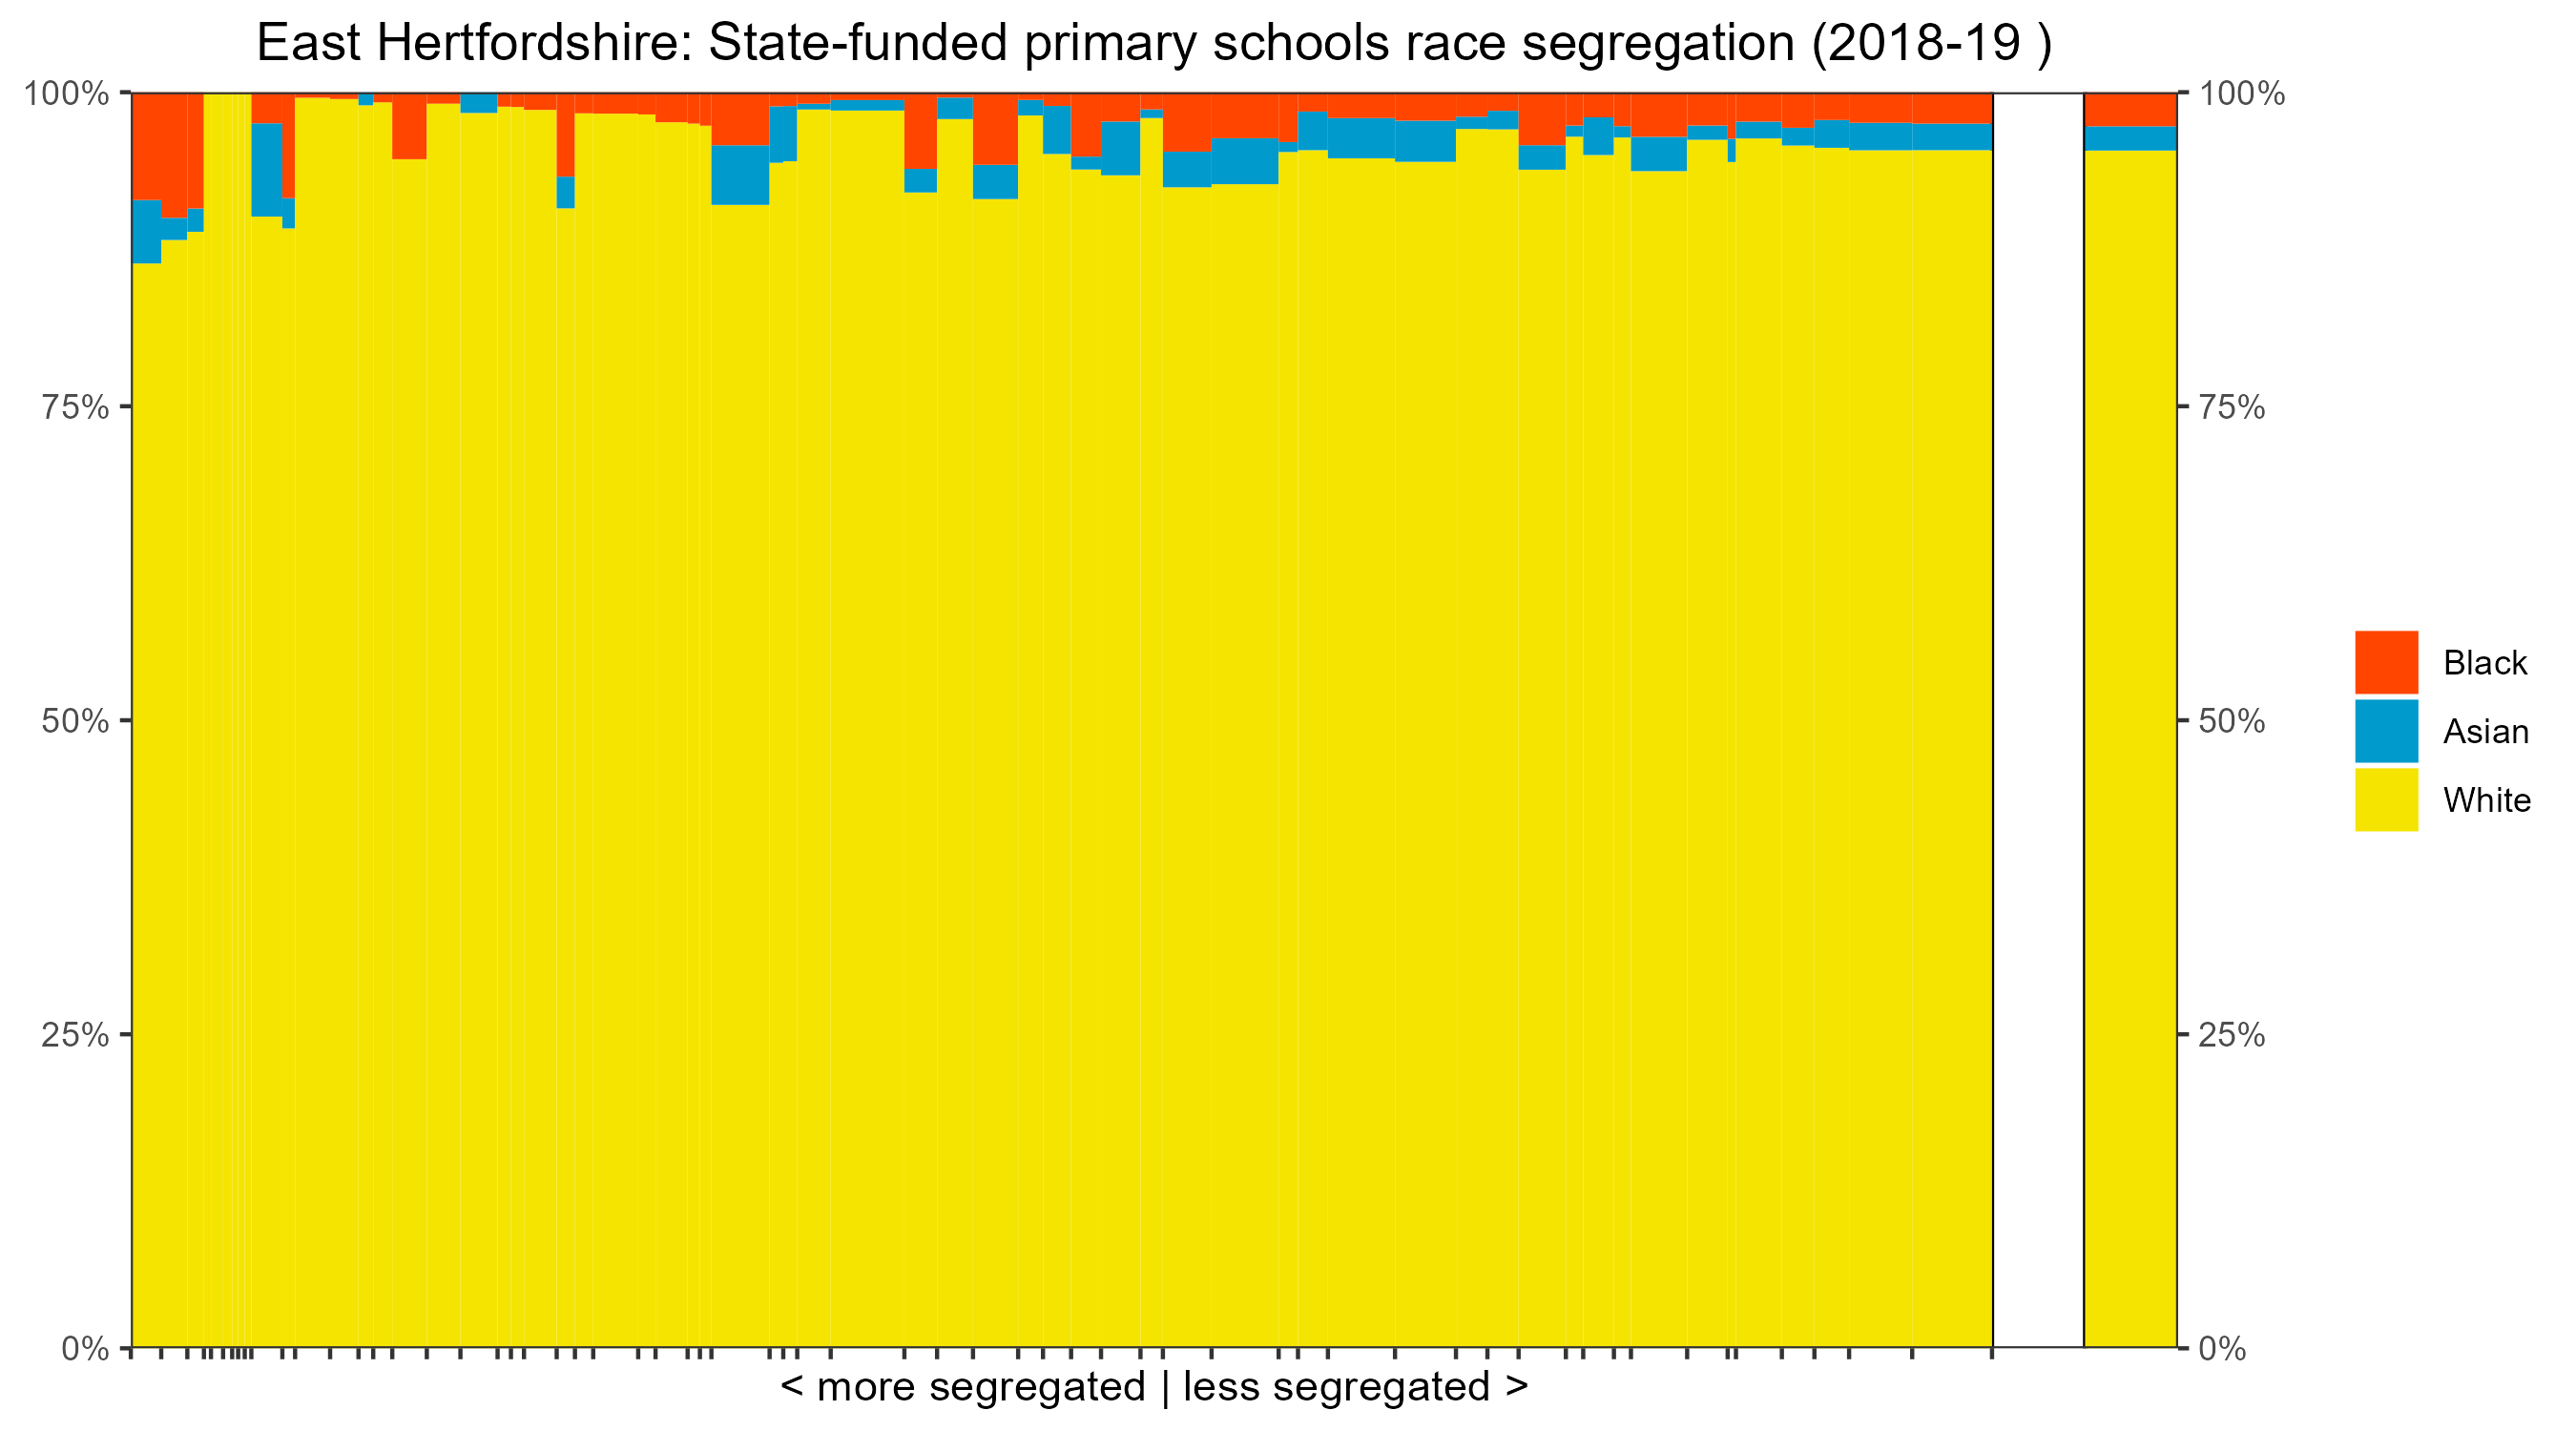 East Hertfordshire: State-funded primary schools race segregation (2018-19 )
100%
75%
50%
25%
0%
100%
75%
50%
25%
0%
Black
Asian
White
< more segregated | less segregated >